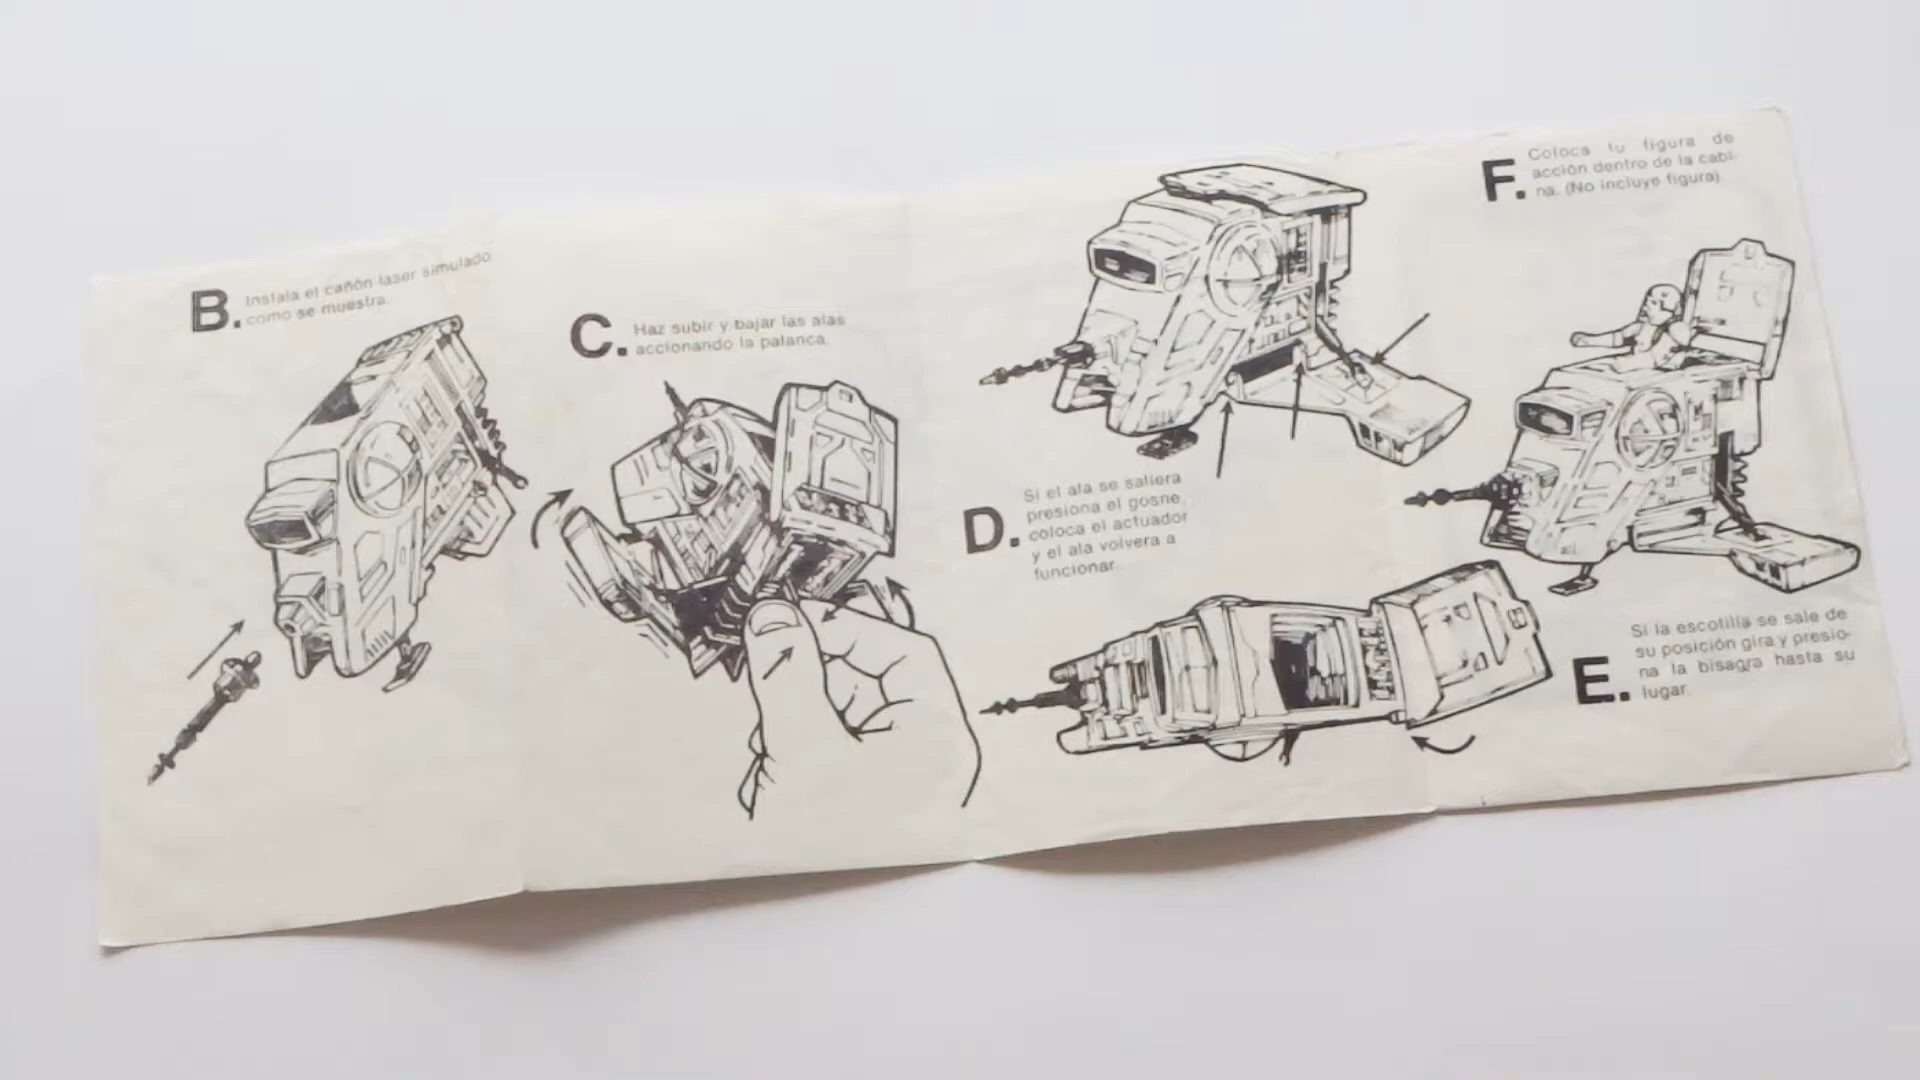 B. Instala el cañón laser simulado
como se muestra.
C. Haz subir y bajar las alas
accionando la palanca.
D. Si el ala se saliera
presiona el gosne,
coloca el actuador
y el ala volvera a
funcionar.
E. Si la escotilla se sale de
su posición gira y presio-
na la bisagra hasta su
lugar.
F. Coloca tu figura de
acción dentro de la cabi-
na. (No incluye figura).